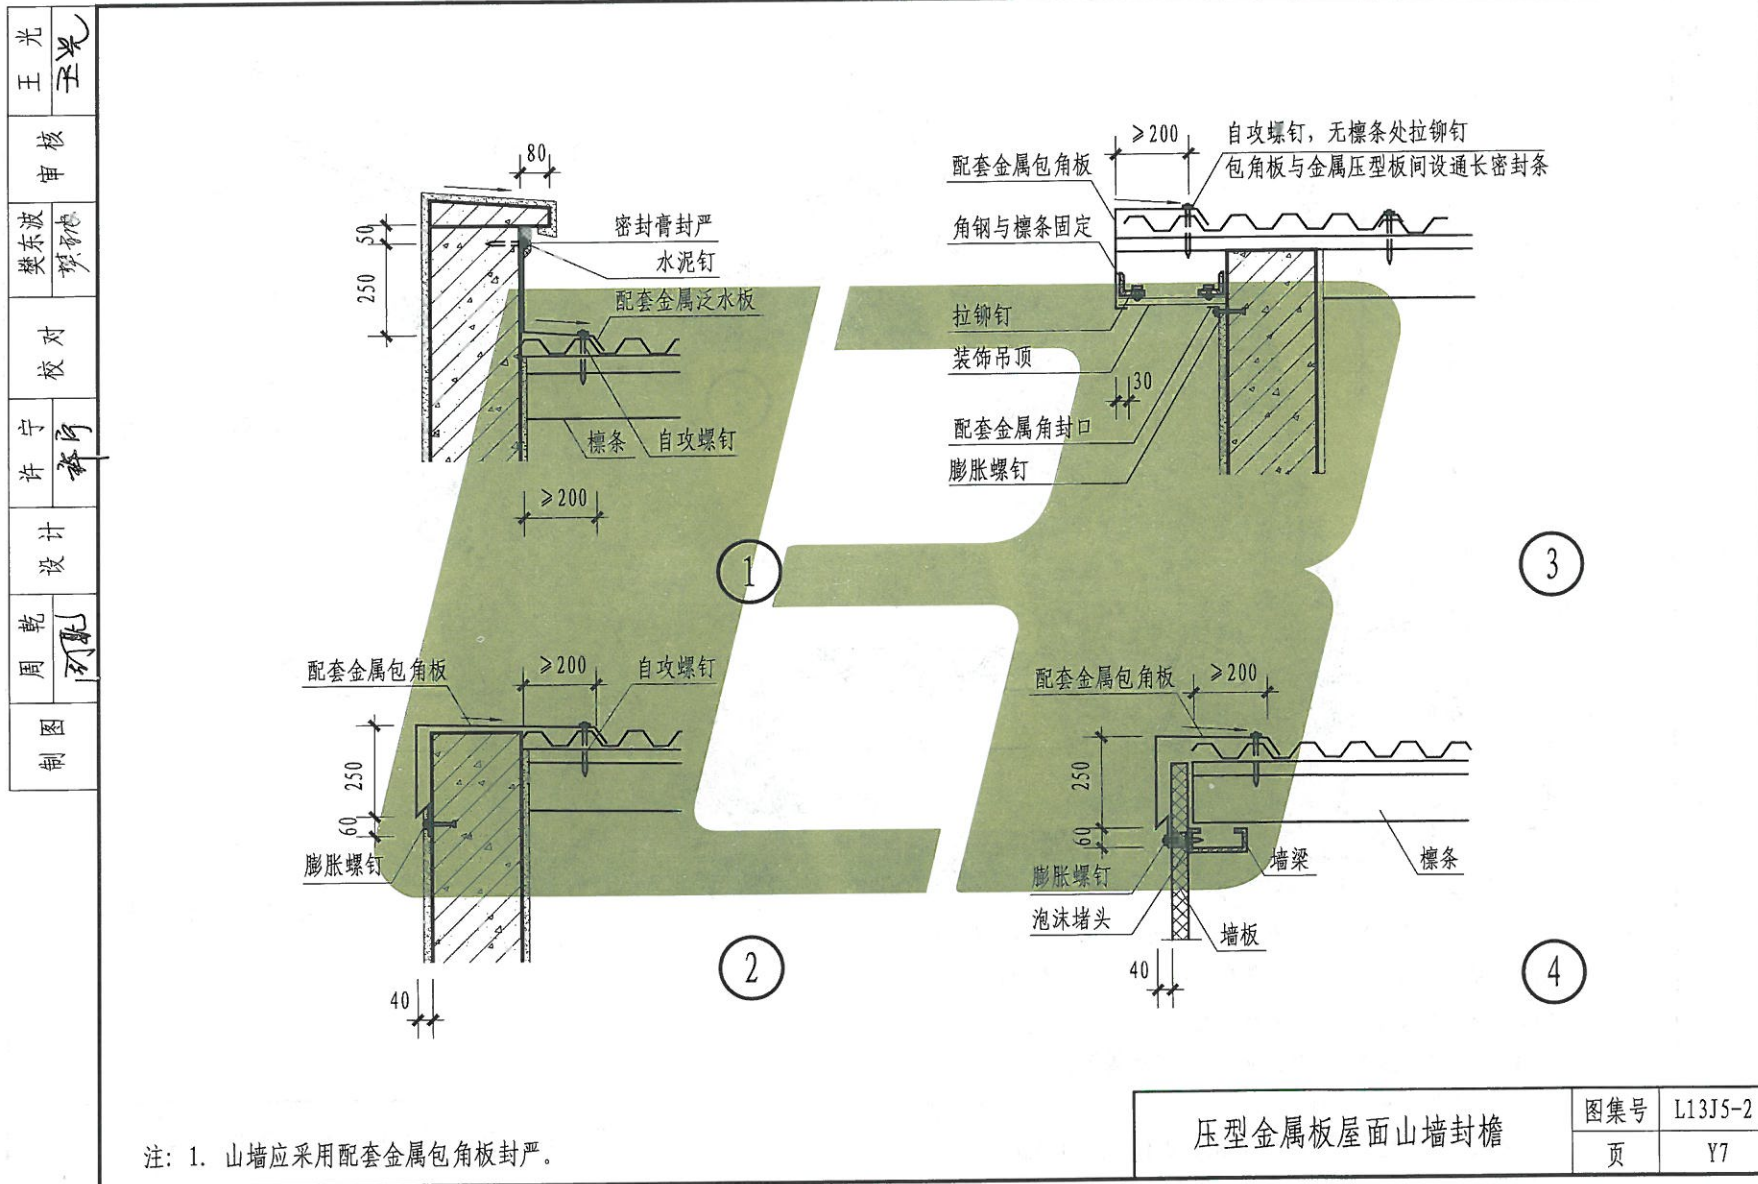 80
50
250
密封膏封严
水泥钉
配套金属泛水板
檩条
自攻螺钉
≥200
1
≥200
自攻螺钉，无檩条处拉铆钉
包角板与金属压型板间设通长密封条
配套金属包角板
角钢与檩条固定
拉铆钉
装饰吊顶
30
配套金属角封口
膨胀螺钉
3
配套金属包角板
≥200
自攻螺钉
250
60
膨胀螺钉
40
2
配套金属包角板
≥200
250
60
膨胀螺钉
泡沫堵头
墙梁
檩条
墙板
40
4
注: 1. 山墙应采用配套金属包角板封严。
压型金属板屋面山墙封檐
图集号 L13J5-2
页 Y7
审核 王光
校对 樊东波
设计 许宁
制图 周乾